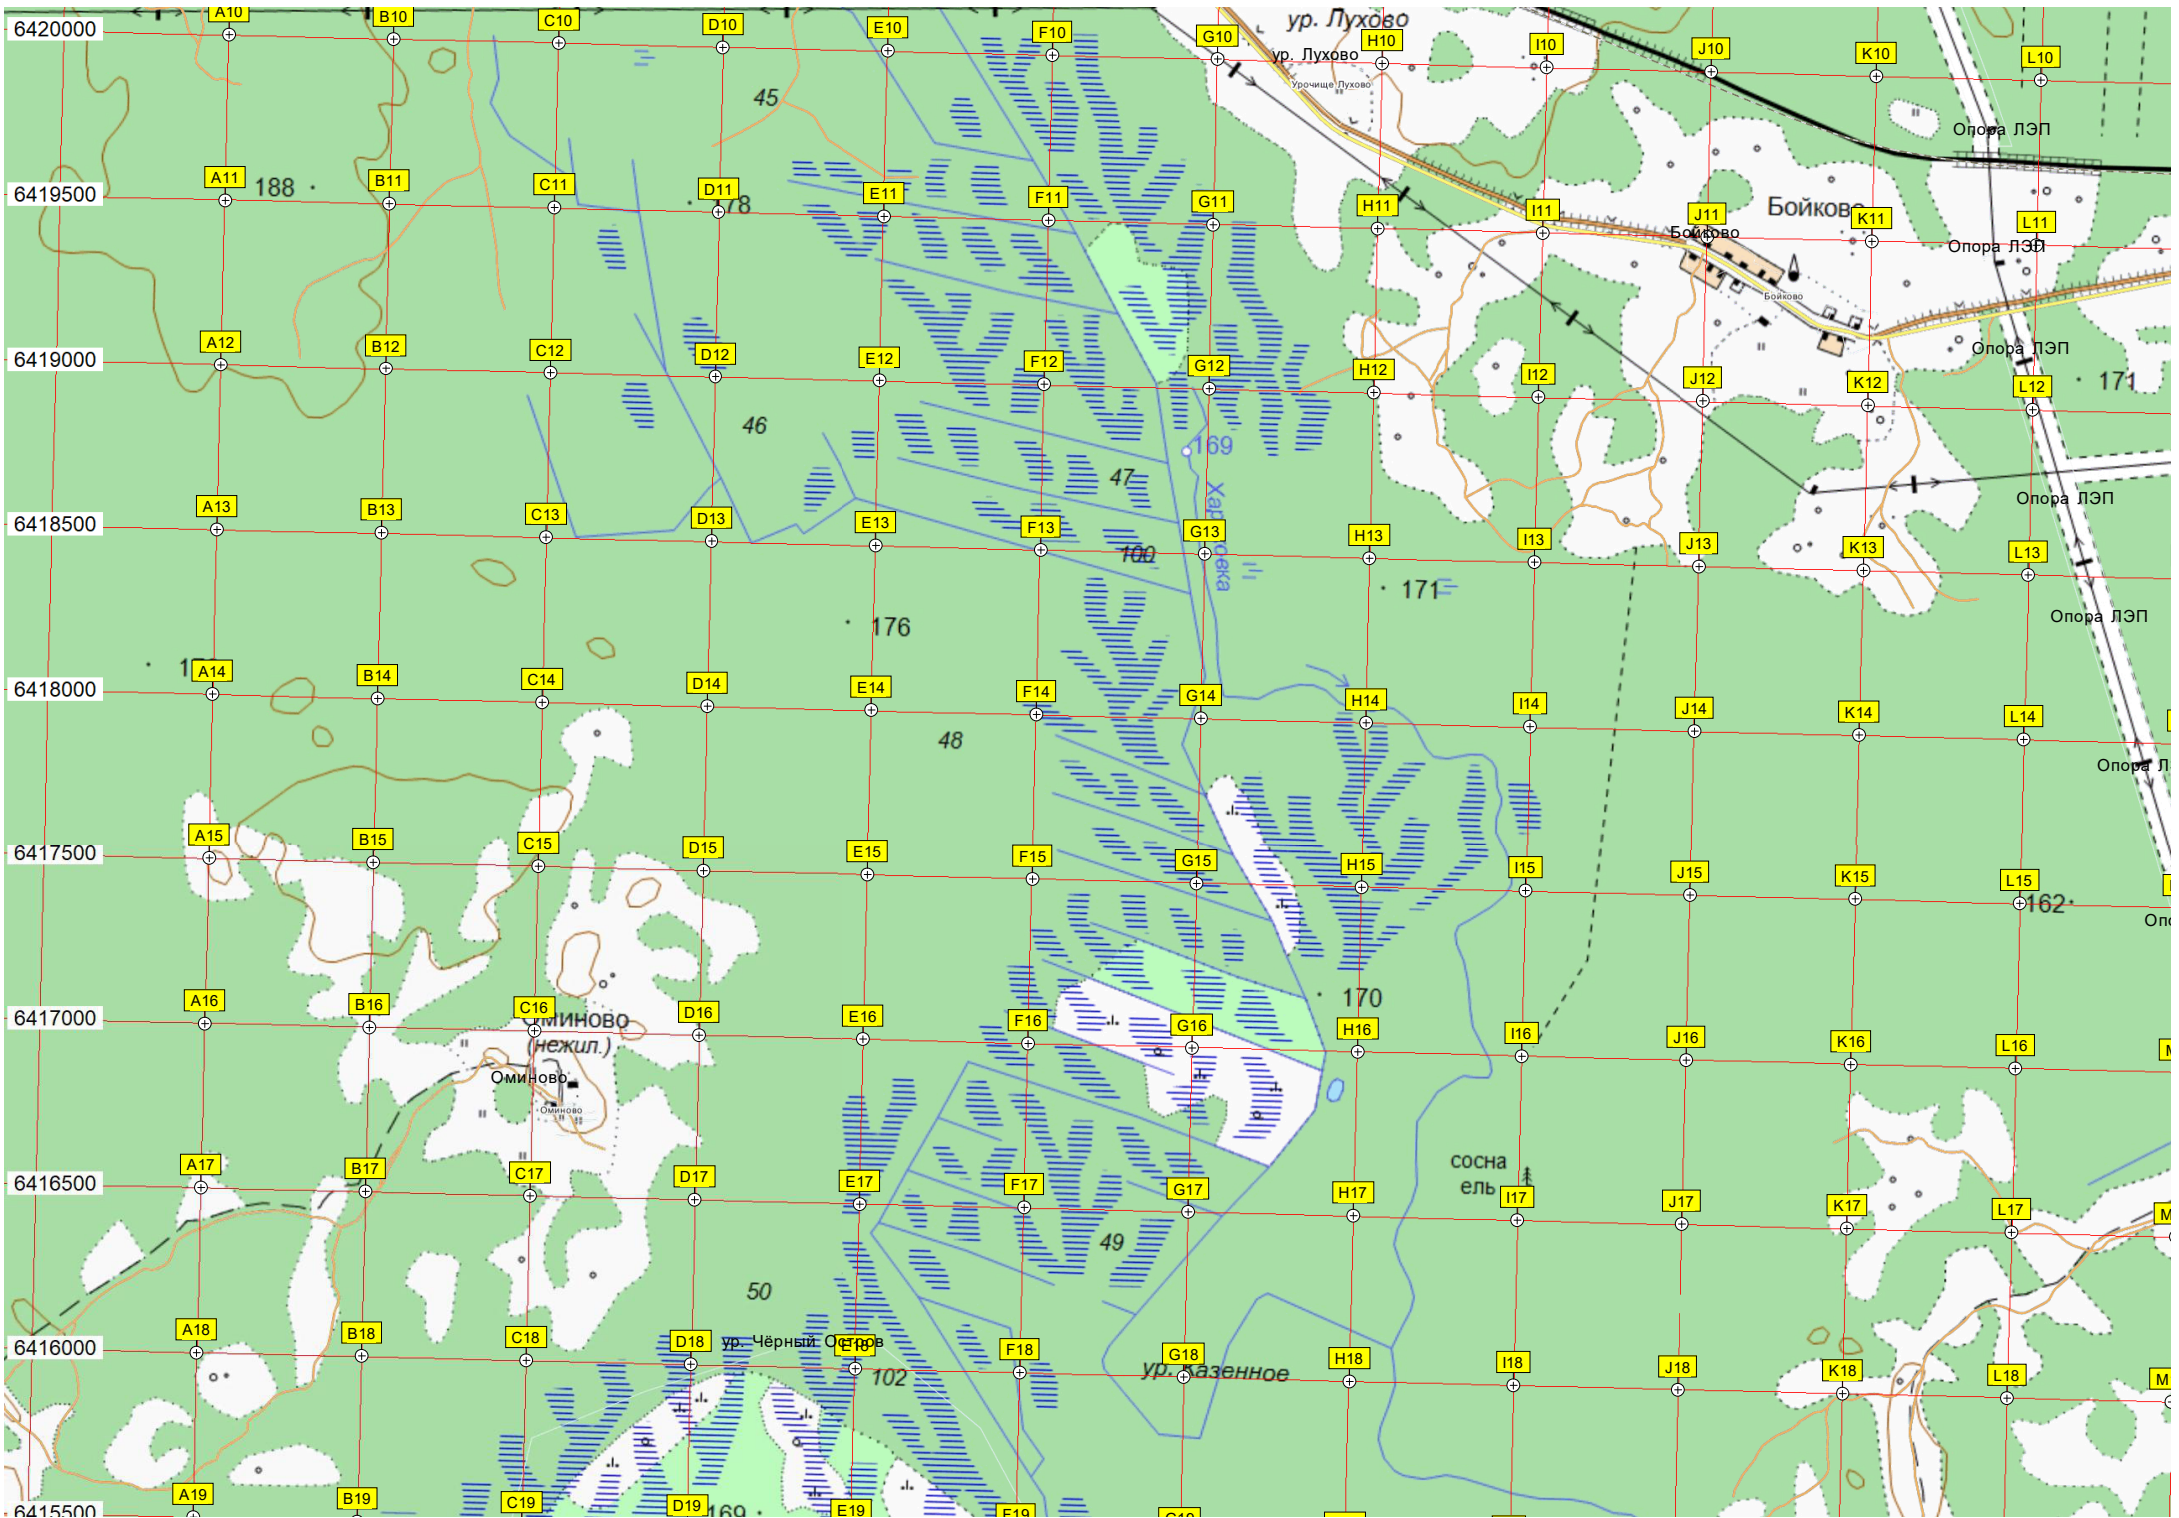 ур. Лухово
A10 B10 C10 D10 E10 F10 G10 H10 I10 J10 K10 L10
6420000
ур. Лухово
Урочище Лухово
45
Опора ЛЭП
A11 B11 C11 D11 E11 F11 G11 H11 I11 J11 K11 L11
6419500
188
78
Бойково
Бойково
Опора ЛЭП
Бойково
A12 B12 C12 D12 E12 F12 G12 H12 I12 J12 K12 L12
6419000
Опора ЛЭП
171
46
169
47
A13 B13 C13 D13 E13 F13 G13 H13 I13 J13 K13 L13
6418500
Опора ЛЭП
100
171
176
Опора ЛЭП
A14 B14 C14 D14 E14 F14 G14 H14 I14 J14 K14 L14
6418000
48
Опора Л
A15 B15 C15 D15 E15 F15 G15 H15 I15 J15 K15 L15
6417500
162
Опо
170
A16 B16 C16 D16 E16 F16 G16 H16 I16 J16 K16 L16
6417000
Оминово
(нежил.)
Оминово
Оминово
сосна
ель
A17 B17 C17 D17 E17 F17 G17 H17 I17 J17 K17 L17 M
6416500
49
50
A18 B18 C18 D18 E18 F18 G18 H18 I18 J18 K18 L18 M
6416000
ур. Чёрный Остров
102
ур. Казенное
A19 B19 C19 D19 E19 F19 G19
6415500
169